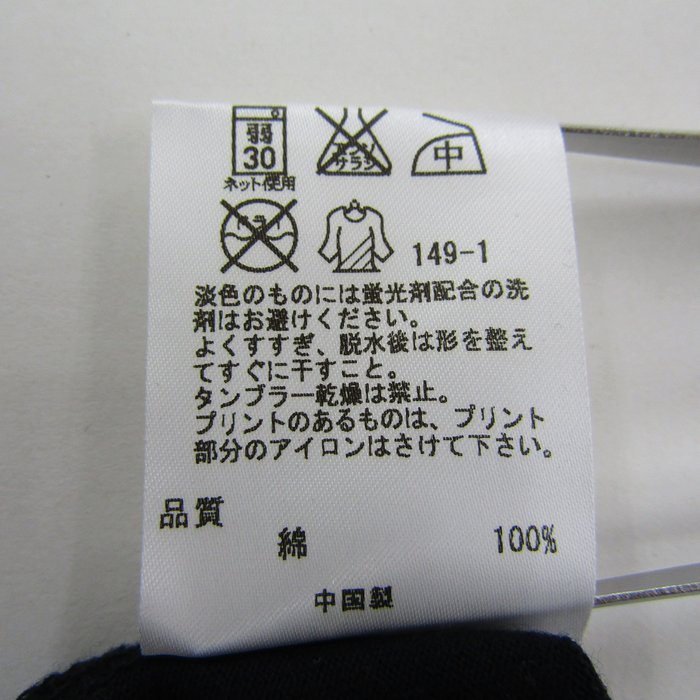 弱
30
エンソ
サラシ
中
ネット使用
ドライ
149-1
淡色のものには蛍光剤配合の洗
剤はお避けください。
よくすすぎ、脱水後は形を整え
てすぐに干すこと。
タンブラー乾燥は禁止。
プリントのあるものは、プリント
部分のアイロンはさけて下さい。
品質
綿 100%
中国製